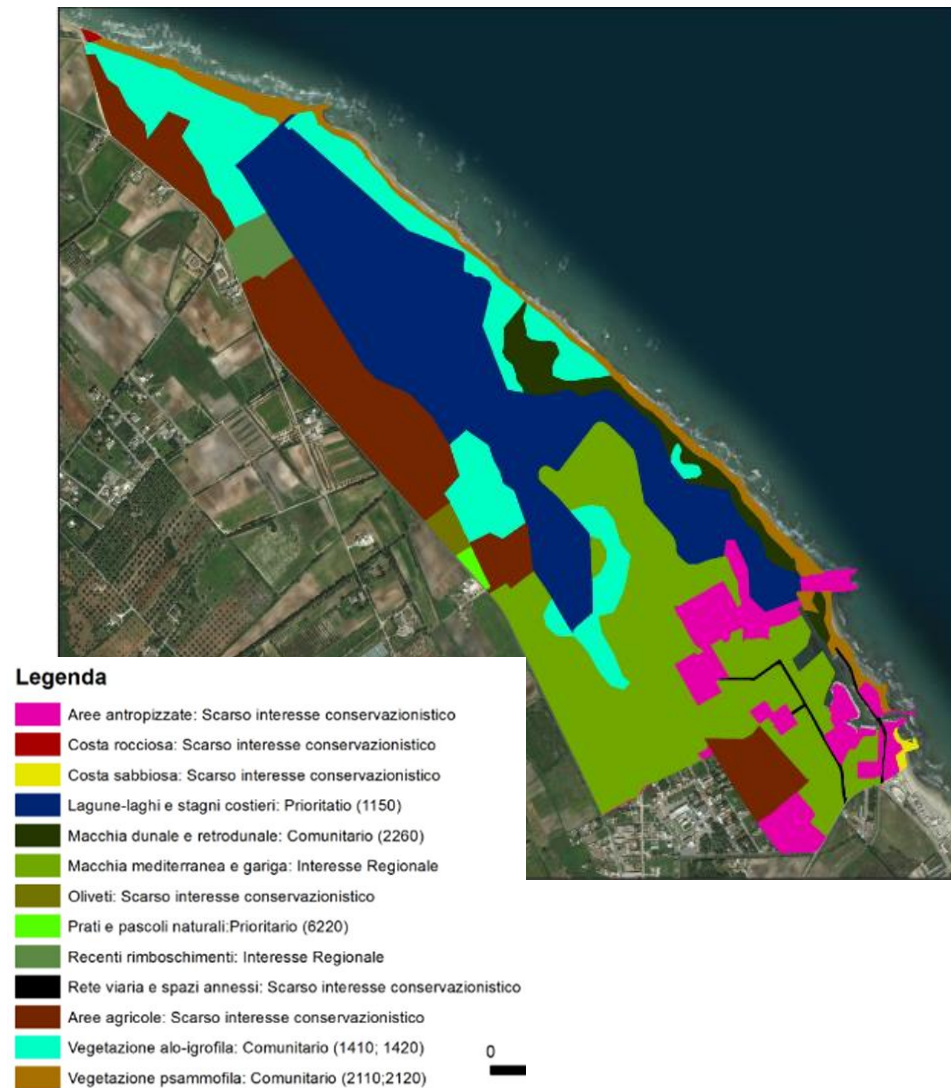 Legenda
Aree antropizzate: Scarso interesse conservazionistico
Costa rocciosa: Scarso interesse conservazionistico
Costa sabbiosa: Scarso interesse conservazionistico
Lagune-laghi e stagni costieri: Prioritatio (1150)
Macchia dunale e retrodunale: Comunitario (2260)
Macchia mediterranea e gariga: Interesse Regionale
Oliveti: Scarso interesse conservazionistico
Prati e pascoli naturali:Prioritario (6220)
Recenti rimboschimenti: Interesse Regionale
Rete viaria e spazi annessi: Scarso interesse conservazionistico
Aree agricole: Scarso interesse conservazionistico
Vegetazione alo-igrofila: Comunitario (1410; 1420)
0
Vegetazione psammofila: Comunitario (2110;2120)